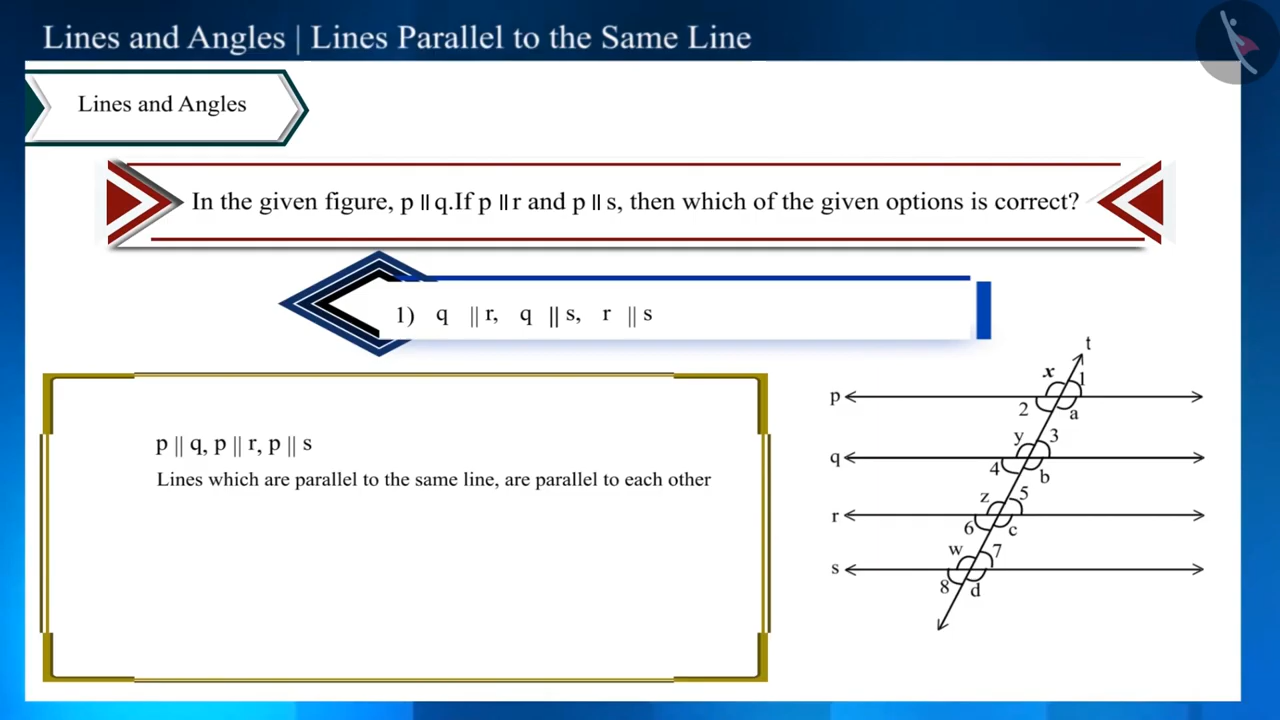 Lines and Angles | Lines Parallel to the Same Line
Lines and Angles
In the given figure, p || q.If p || r and p || s, then which of the given options is correct?
1) q || r, q || s, r || s
p || q, p || r, p || s
Lines which are parallel to the same line, are parallel to each other
t
x 1
p
2 a
y 3
q
4 b
z 5
r
6 c
w 7
s
8 d